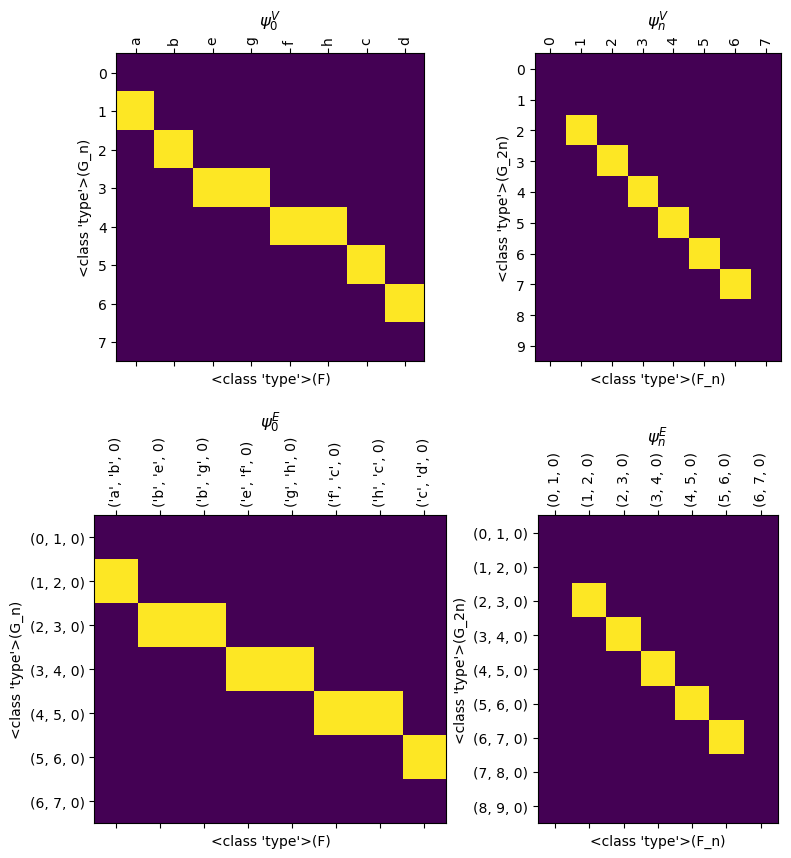 ψ₀ⱽ
a b e g f h c d
0
1
2
3
4
5
6
7
<class 'type'>(G_n)
<class 'type'>(F)
ψₙⱽ
0 1 2 3 4 5 6 7
0
1
2
3
4
5
6
7
8
9
<class 'type'>(G_2n)
<class 'type'>(F_n)
ψ₀ᴱ
('a', 'b', 0)
('b', 'e', 0)
('b', 'g', 0)
('e', 'f', 0)
('g', 'h', 0)
('f', 'c', 0)
('h', 'c', 0)
('c', 'd', 0)
(0, 1, 0)
(1, 2, 0)
(2, 3, 0)
(3, 4, 0)
(4, 5, 0)
(5, 6, 0)
(6, 7, 0)
<class 'type'>(G_n)
<class 'type'>(F)
ψₙᴱ
(0, 1, 0)
(1, 2, 0)
(2, 3, 0)
(3, 4, 0)
(4, 5, 0)
(5, 6, 0)
(6, 7, 0)
(0, 1, 0)
(1, 2, 0)
(2, 3, 0)
(3, 4, 0)
(4, 5, 0)
(5, 6, 0)
(6, 7, 0)
(7, 8, 0)
(8, 9, 0)
<class 'type'>(G_2n)
<class 'type'>(F_n)